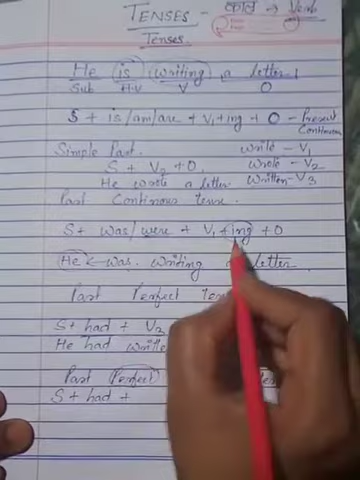 TENSES - काल → Verb
Tenses
He is writing a letter
Sub H.V V O
S + is/am/are + V₁ + ing + O - Present Continuous
Simple Past. write - V₁
S + V₂ + O. wrote - V₂
He wrote a letter written - V₃
Past Continuous tense.
S + was/were + V₁ + ing + O
He was writing letter.
Past Perfect
S + had + V₃
He had
Past Perfect
S + had +